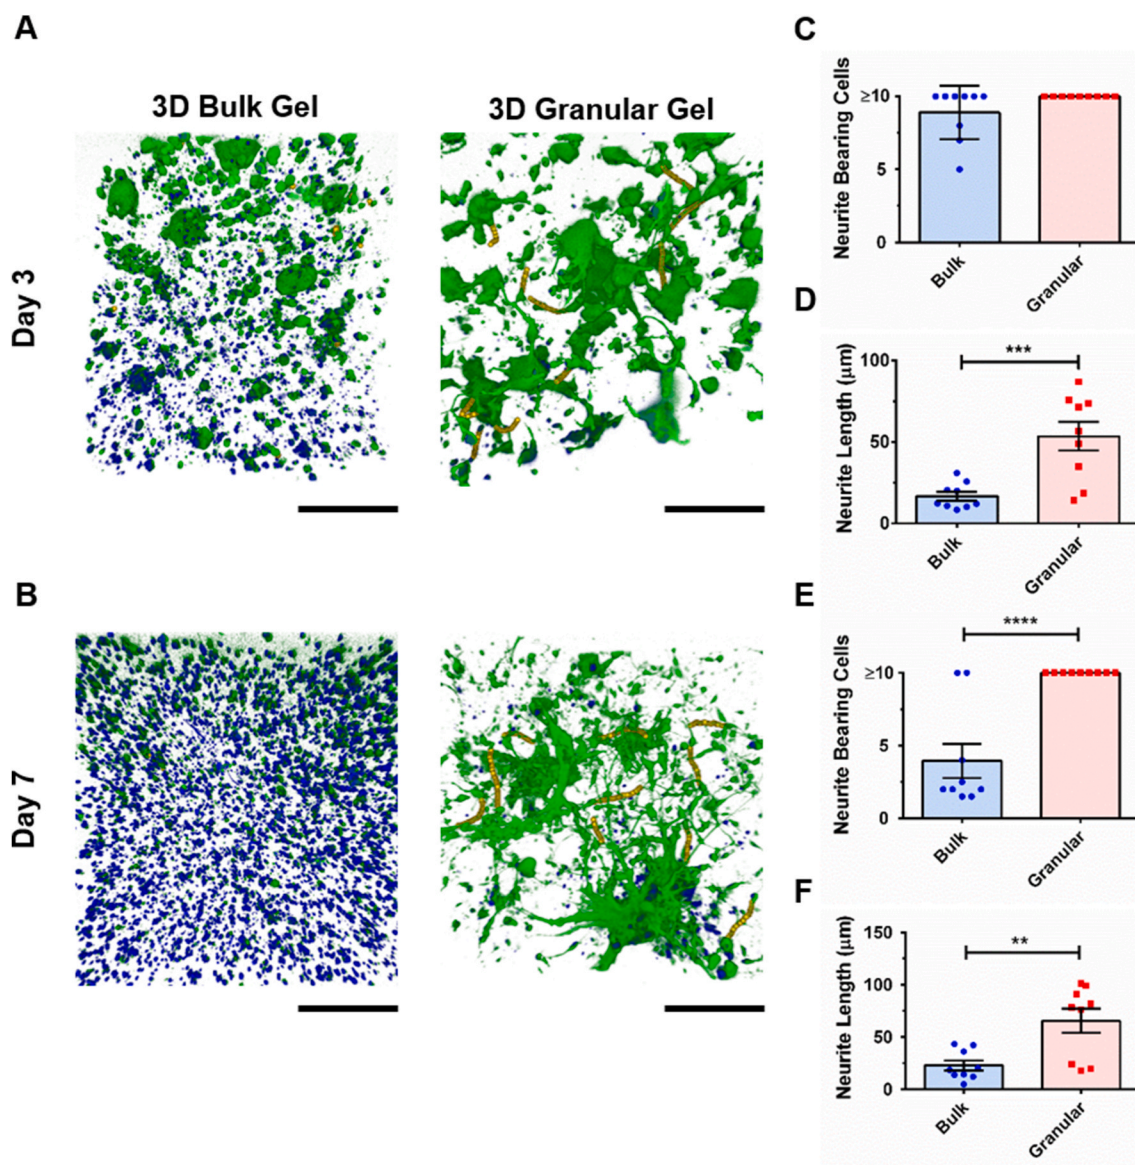 A
3D Bulk Gel
3D Granular Gel
Day 3
B
Day 7
C
Neurite Bearing Cells
≥10
5
0
Bulk
Granular
D
Neurite Length (μm)
100
50
0
***
Bulk
Granular
E
Neurite Bearing Cells
≥10
5
0
****
Bulk
Granular
F
Neurite Length (μm)
150
100
50
0
**
Bulk
Granular